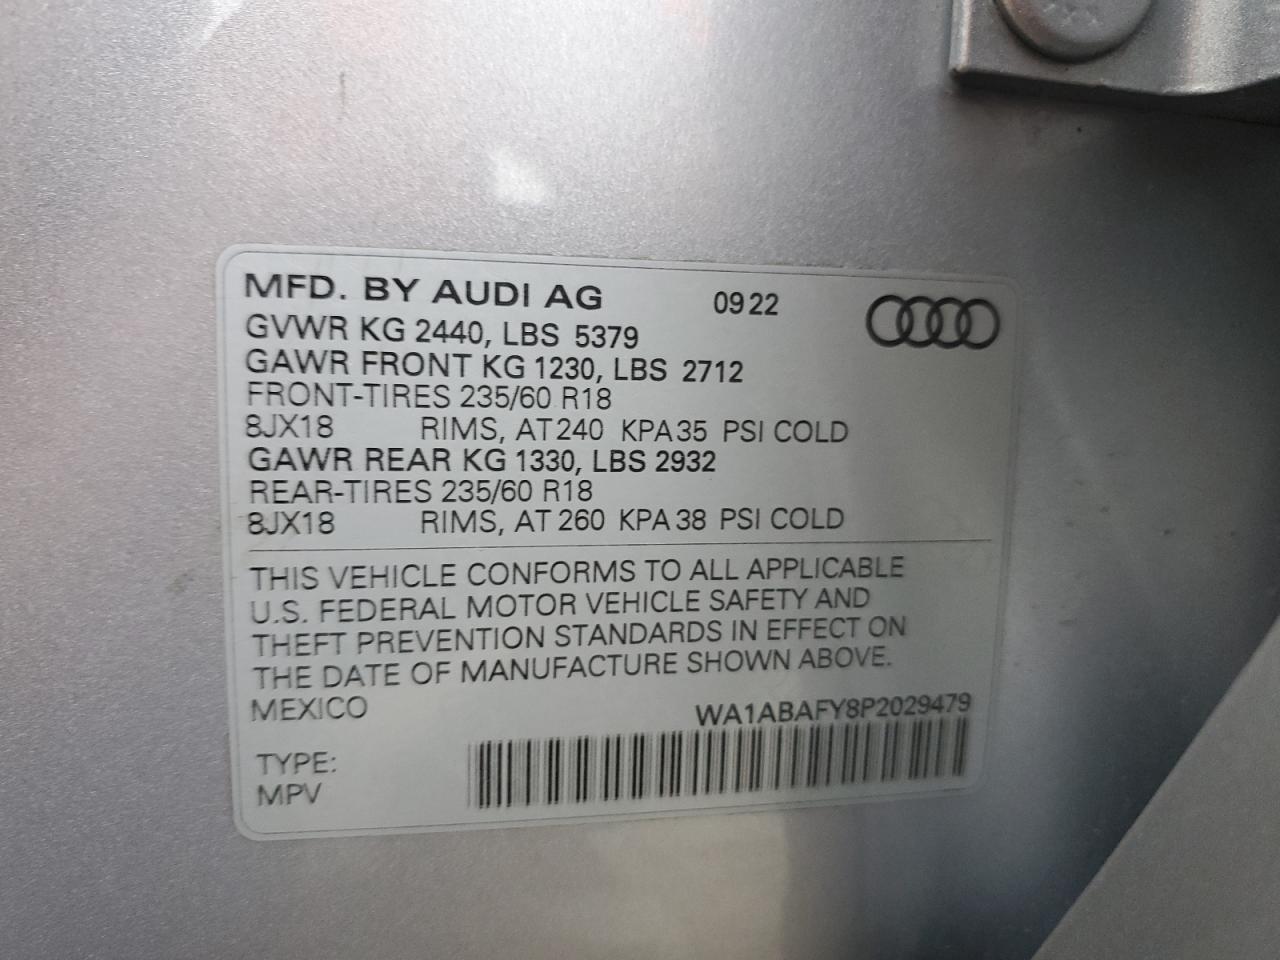 MFD. BY AUDI AG 09 22
GVWR KG 2440, LBS 5379
GAWR FRONT KG 1230, LBS 2712
FRONT-TIRES 235/60 R18
8JX18 RIMS, AT 240 KPA 35 PSI COLD
GAWR REAR KG 1330, LBS 2932
REAR-TIRES 235/60 R18
8JX18 RIMS, AT 260 KPA 38 PSI COLD
THIS VEHICLE CONFORMS TO ALL APPLICABLE
U.S. FEDERAL MOTOR VEHICLE SAFETY AND
THEFT PREVENTION STANDARDS IN EFFECT ON
THE DATE OF MANUFACTURE SHOWN ABOVE.
MEXICO WA1ABAFY8P2029479
TYPE:
MPV